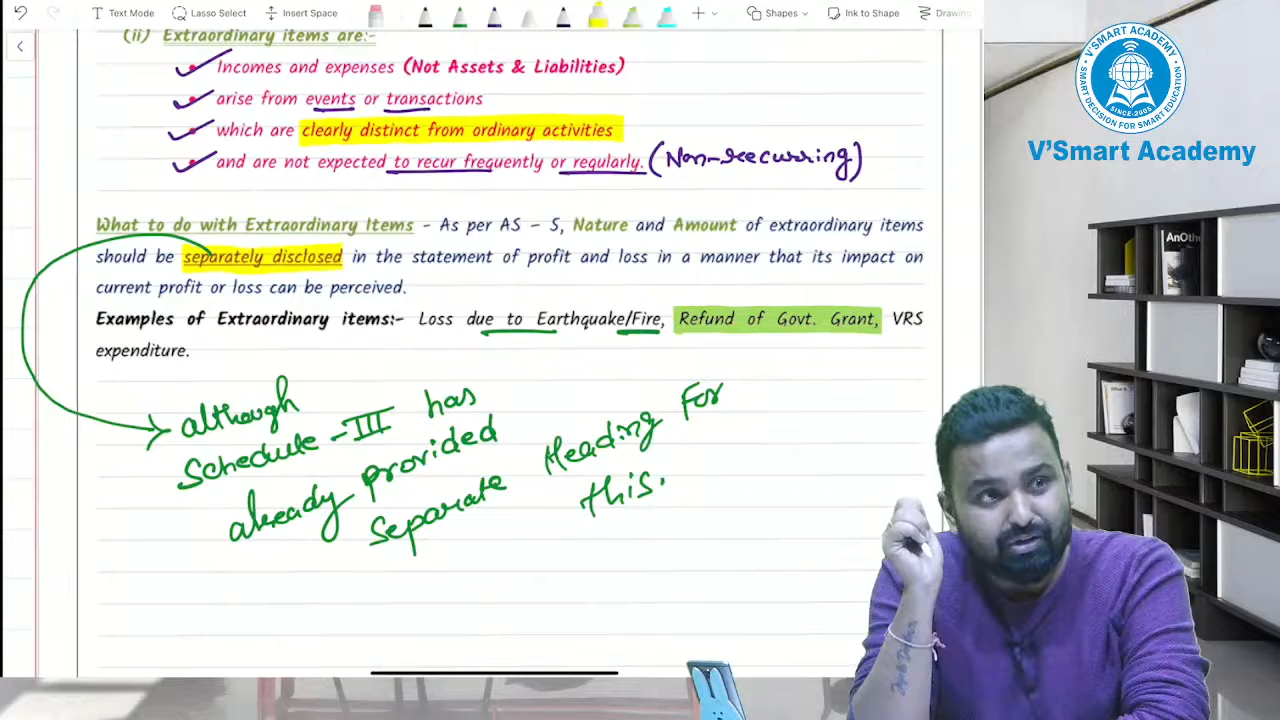 Text Mode Lasso Select Insert Space Shapes Ink to Shape Drawing
(ii) Extraordinary items are:-
Incomes and expenses (Not Assets & Liabilities)
arise from events or transactions
which are clearly distinct from ordinary activities
and are not expected to recur frequently or regularly. (Non-recurring)
What to do with Extraordinary Items - As per AS – 5, Nature and Amount of extraordinary items
should be separately disclosed in the statement of profit and loss in a manner that its impact on
current profit or loss can be perceived.
Examples of Extraordinary items:- Loss due to Earthquake/Fire, Refund of Govt. Grant, VRS
expenditure.
although
Schedule-III has
already provided
separate Heading for
this.
V'SMART ACADEMY
SINCE-2005
SMART DECISION FOR SMART EDUCATION
V'Smart Academy
AnOthe